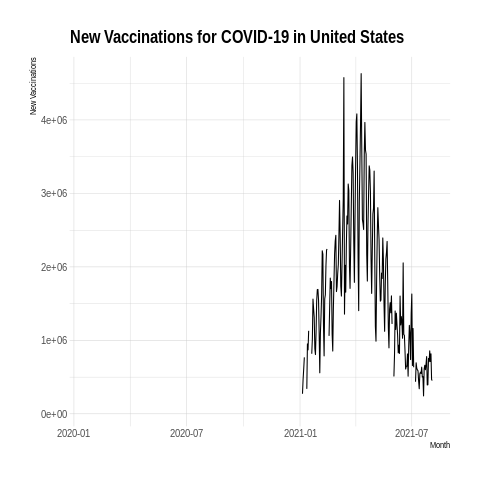 New Vaccinations for COVID-19 in United States
New Vaccinations
4e+06
3e+06
2e+06
1e+06
0e+00
2020-01 2020-07 2021-01 2021-07
Month